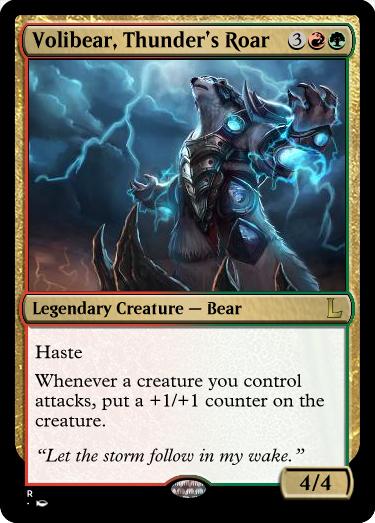 Volibear, Thunder's Roar 3
Legendary Creature — Bear L
Haste
Whenever a creature you control
attacks, put a +1/+1 counter on the
creature.
“Let the storm follow in my wake.”
4/4
R